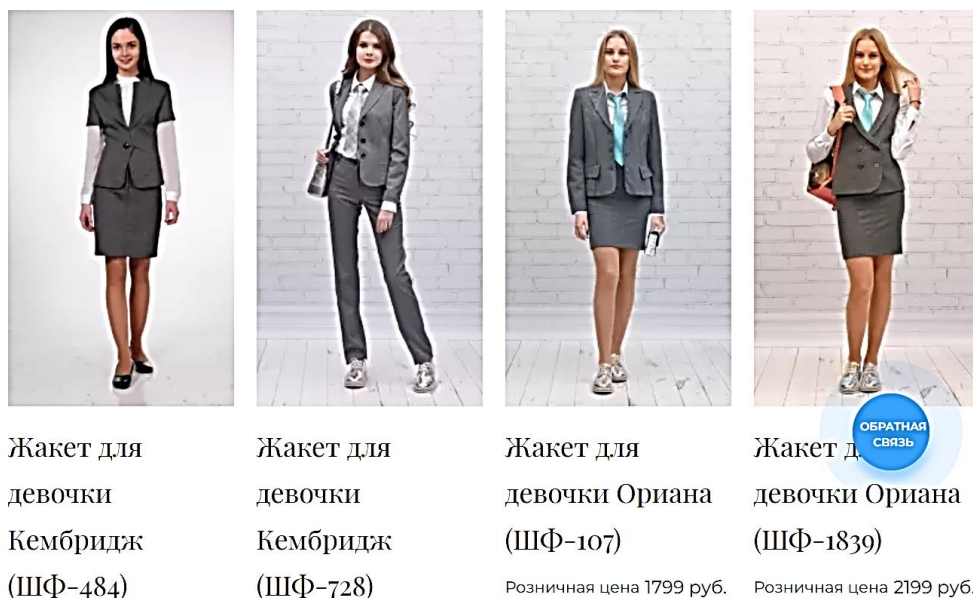 Жакет для
девочки
Кембридж
(ШФ-484)
Жакет для
девочки
Кембридж
(ШФ-728)
Жакет для
девочки Ориана
(ШФ-107)
Розничная цена 1799 руб.
Жакет
девочки Ориана
(ШФ-1839)
Розничная цена 2199 руб.
ОБРАТНАЯ
СВЯЗЬ